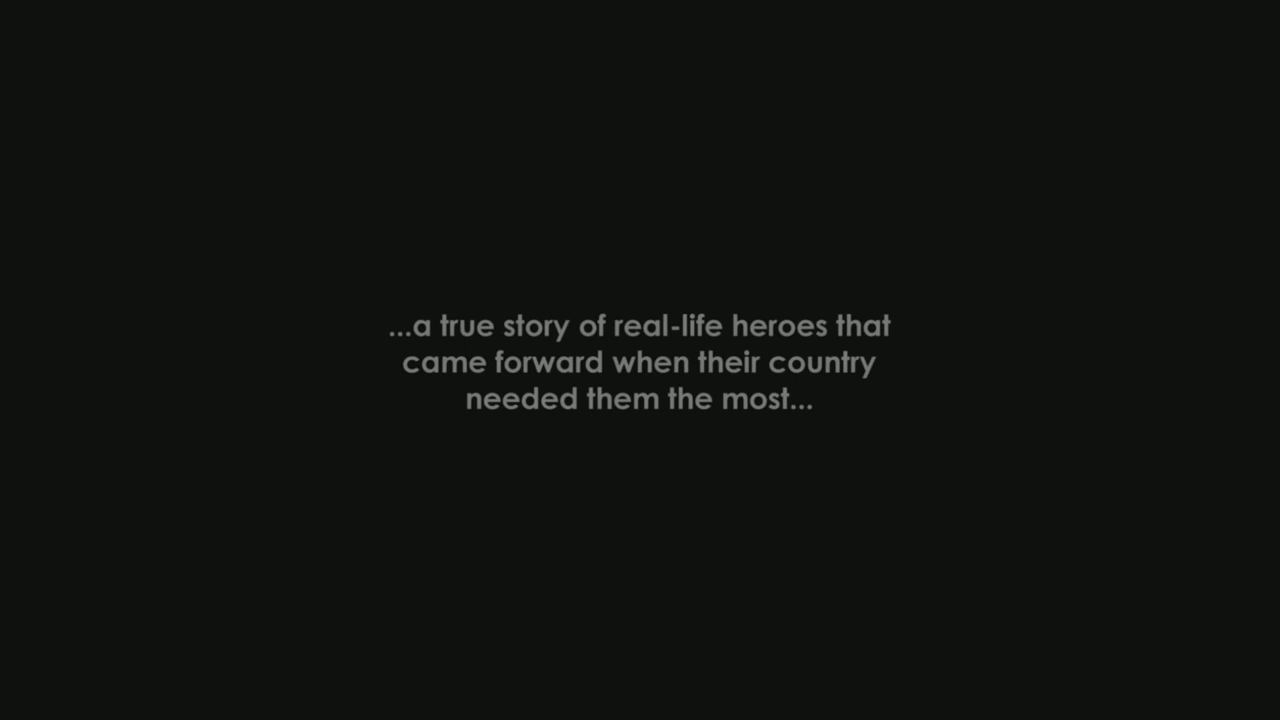 ...a true story of real-life heroes that
came forward when their country
needed them the most...